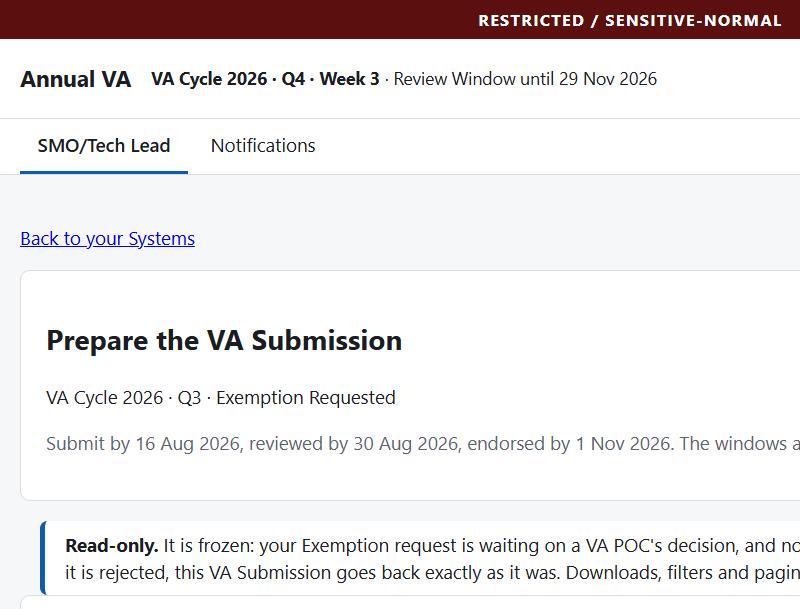 RESTRICTED / SENSITIVE-NORMAL
Annual VA VA Cycle 2026 · Q4 · Week 3 · Review Window until 29 Nov 2026
SMO/Tech Lead Notifications
Back to your Systems
Prepare the VA Submission
VA Cycle 2026 · Q3 · Exemption Requested
Submit by 16 Aug 2026, reviewed by 30 Aug 2026, endorsed by 1 Nov 2026. The windows a
Read-only. It is frozen: your Exemption request is waiting on a VA POC's decision, and no
it is rejected, this VA Submission goes back exactly as it was. Downloads, filters and pagin